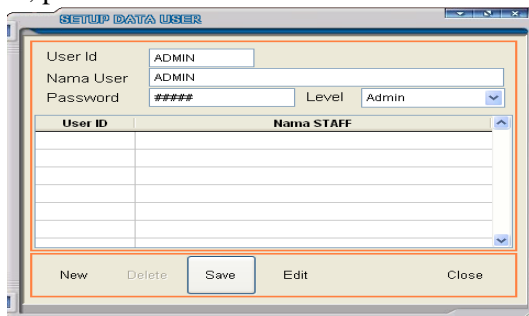 SETUP DATA USER
User Id ADMIN
Nama User ADMIN
Password ##### Level Admin
User ID Nama STAFF
New Delete Save Edit Close